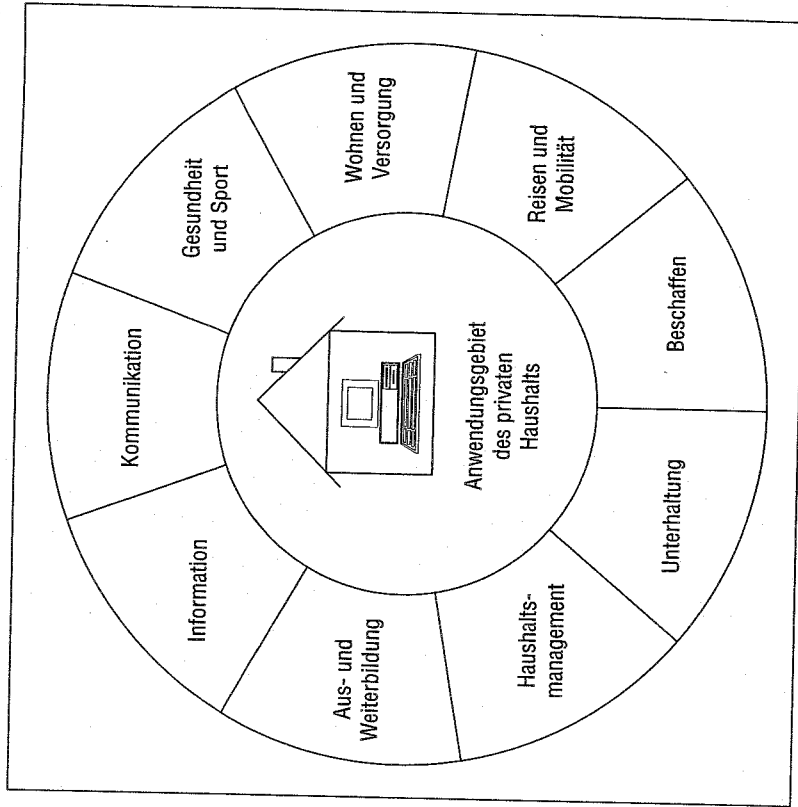 Kommunikation
Gesundheit
und Sport
Wohnen und
Versorgung
Reisen und
Mobilität
Beschaffen
Unterhaltung
Haushalts-
management
Aus- und
Weiterbildung
Information
Anwendungsgebiet
des privaten
Haushalts